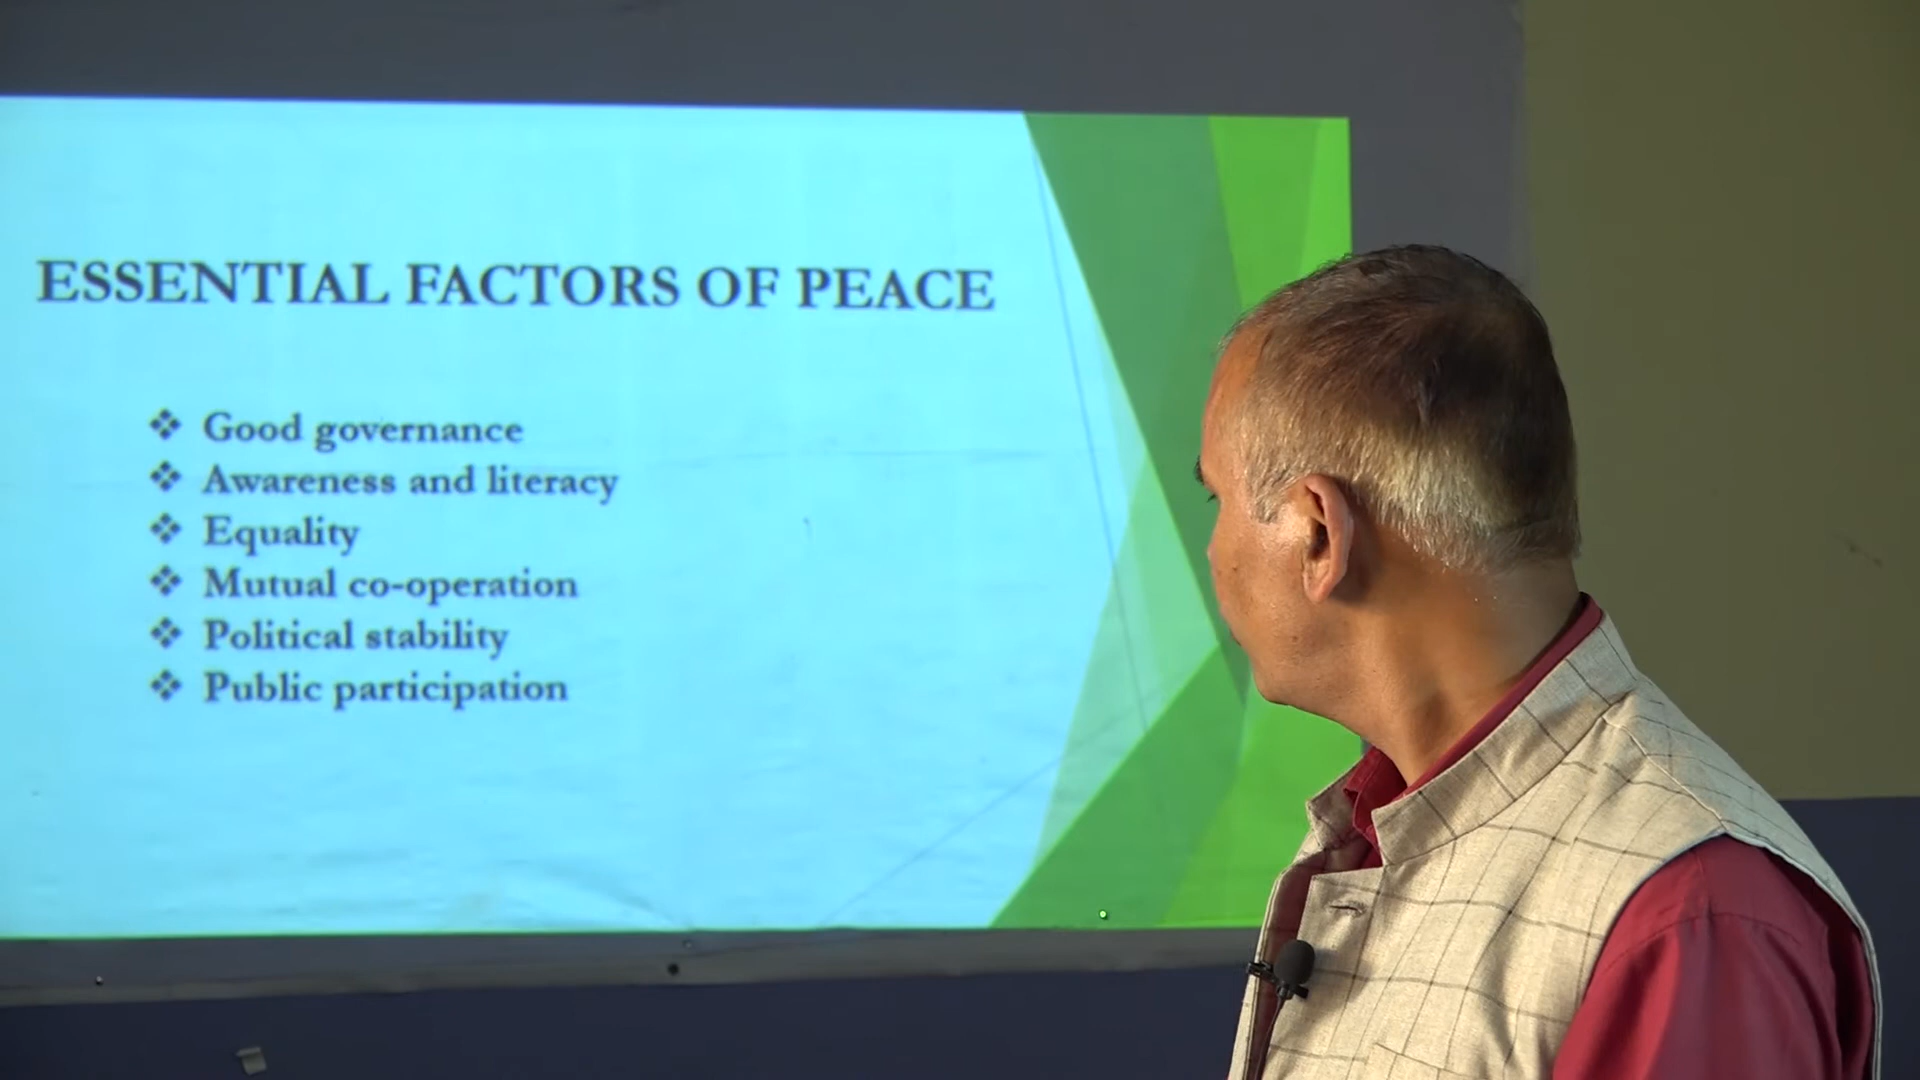 ESSENTIAL FACTORS OF PEACE
❖ Good governance
❖ Awareness and literacy
❖ Equality
❖ Mutual co-operation
❖ Political stability
❖ Public participation